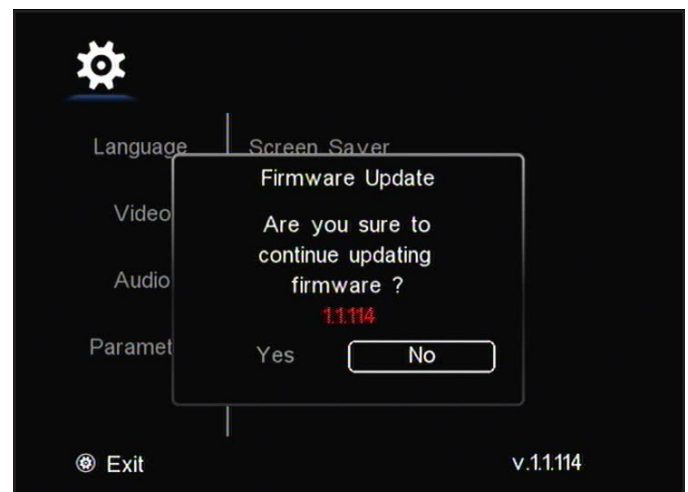 Language
Screen Saver
Firmware Update
Video
Are you sure to
continue updating
Audio
firmware ?
1.1.114
Paramet
Yes
No
Exit
v.1.1.114